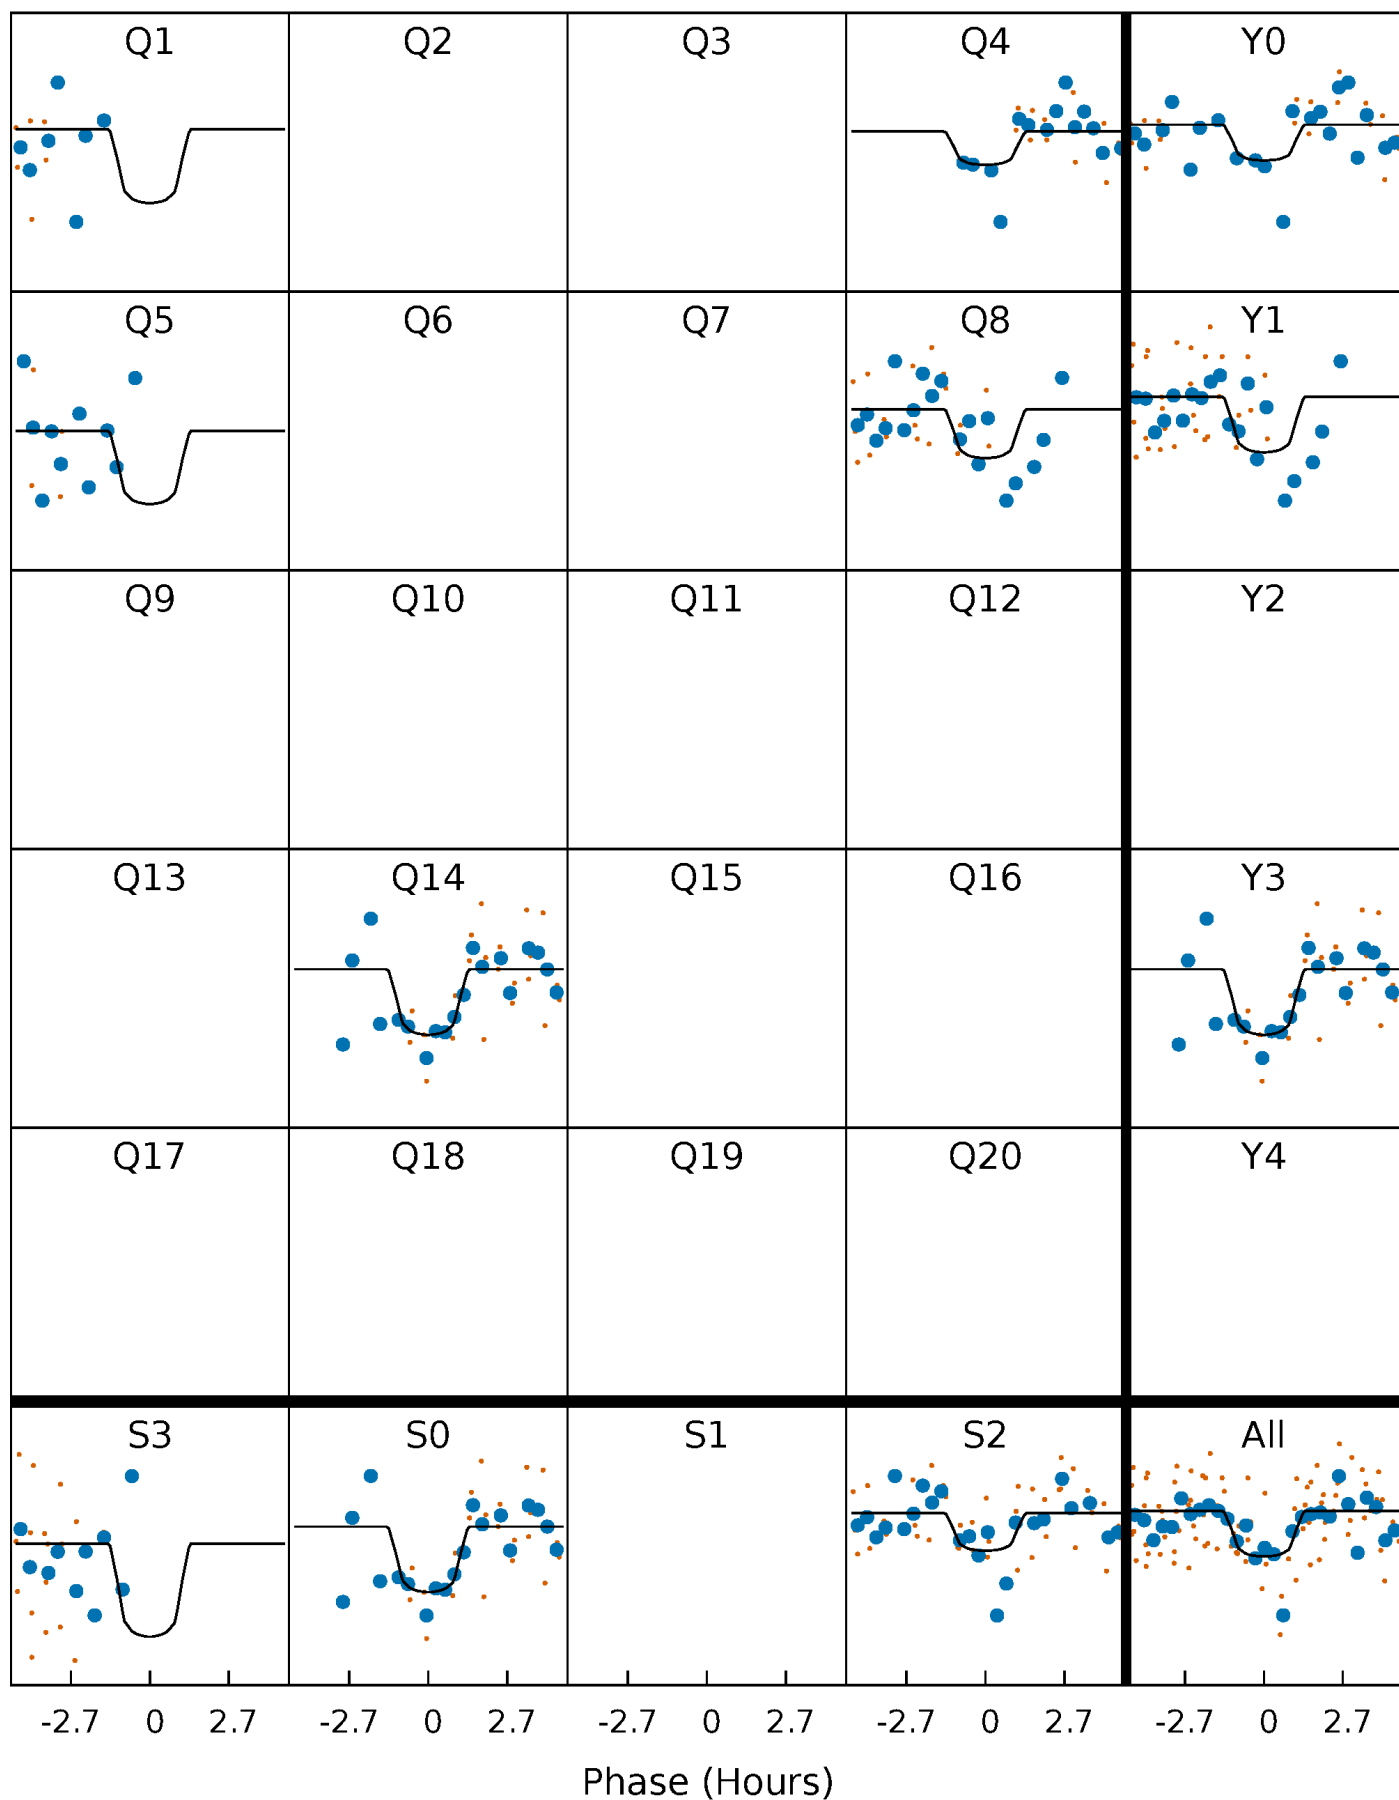 Q1 Q2 Q3 Q4 Y0
Q5 Q6 Q7 Q8 Y1
Q9 Q10 Q11 Q12 Y2
Q13 Q14 Q15 Q16 Y3
Q17 Q18 Q19 Q20 Y4
S3 S0 S1 S2 All
-2.7 0 2.7 -2.7 0 2.7 -2.7 0 2.7 -2.7 0 2.7 -2.7 0 2.7
Phase (Hours)